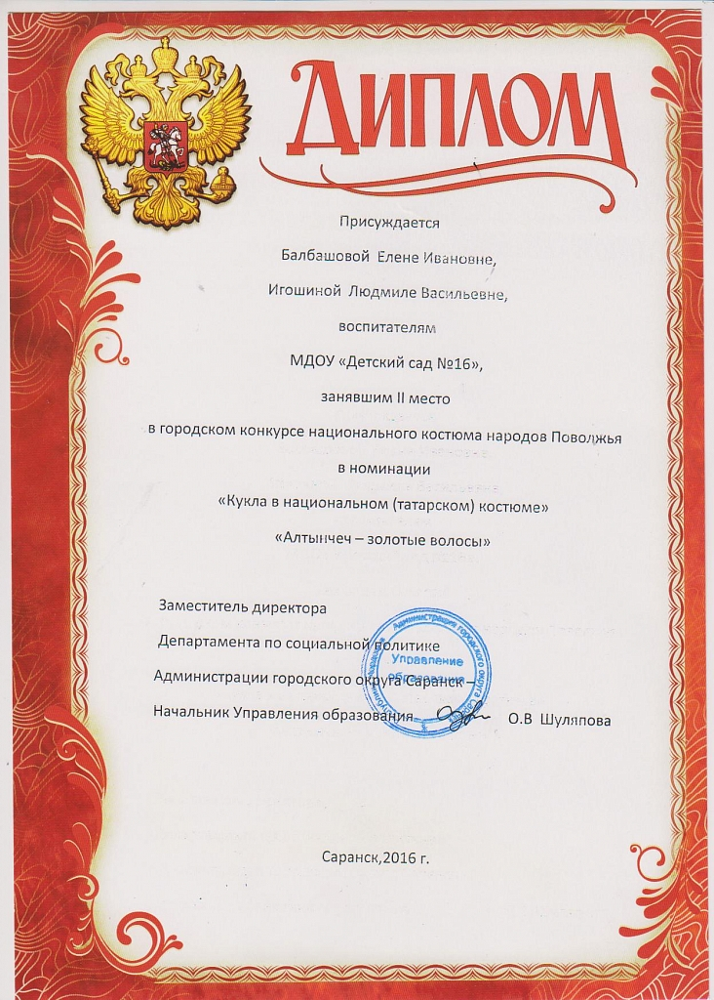 Диплом
Присуждается
Балбашовой Елене Ивановне,
Игошиной Людмиле Васильевне,
воспитателям
МДОУ «Детский сад №16»,
занявшим II место
в городском конкурсе национального костюма народов Поволжья
в номинации
«Кукла в национальном (татарском) костюме»
«Алтынчеч – золотые волосы»
Заместитель директора
Департамента по социальной политике
Администрации городского округа Саранск –
Начальник Управления образования
О.В Шуляпова
Администрация городского округа
Управление
образования
Саранск,2016 г.